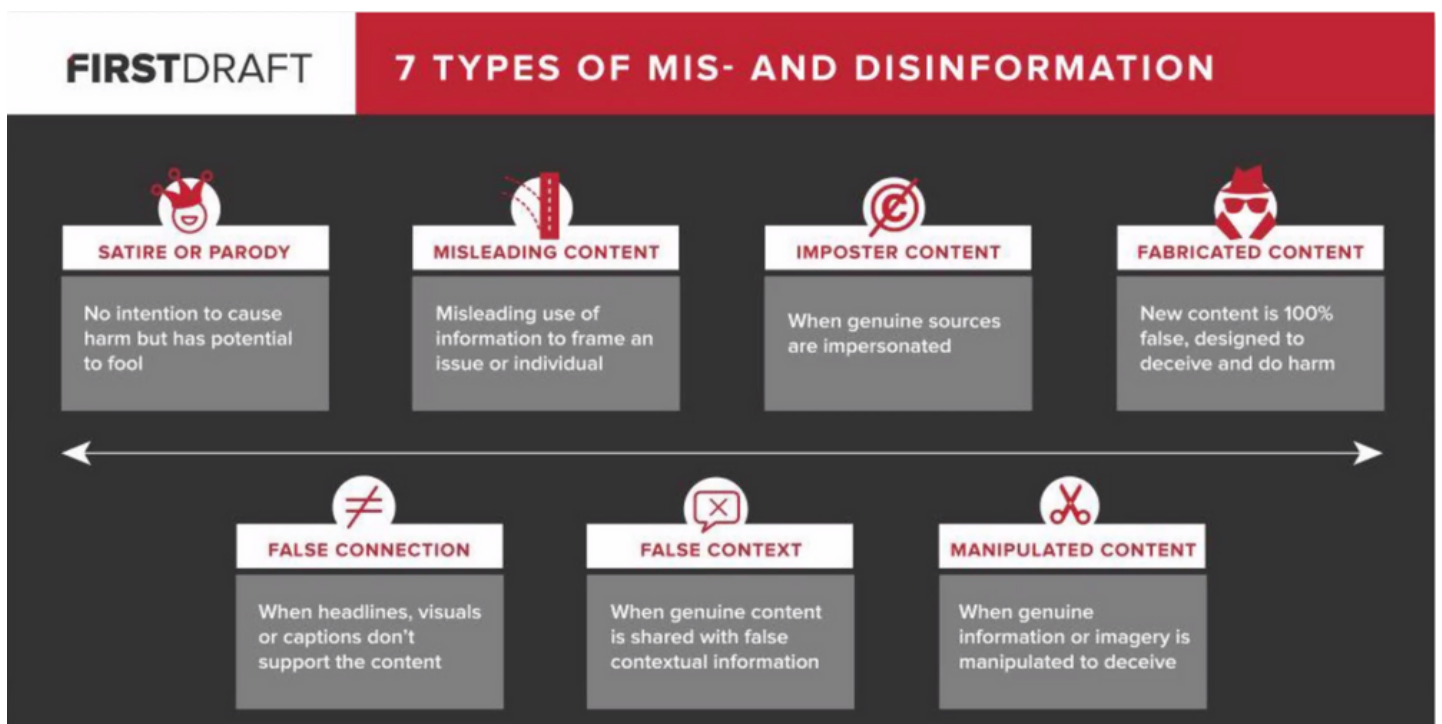 FIRSTDRAFT
7 TYPES OF MIS- AND DISINFORMATION
SATIRE OR PARODY
No intention to cause
harm but has potential
to fool
MISLEADING CONTENT
Misleading use of
information to frame an
issue or individual
IMPOSTER CONTENT
When genuine sources
are impersonated
FABRICATED CONTENT
New content is 100%
false, designed to
deceive and do harm
FALSE CONNECTION
When headlines, visuals
or captions don't
support the content
FALSE CONTEXT
When genuine content
is shared with false
contextual information
MANIPULATED CONTENT
When genuine
information or imagery is
manipulated to deceive